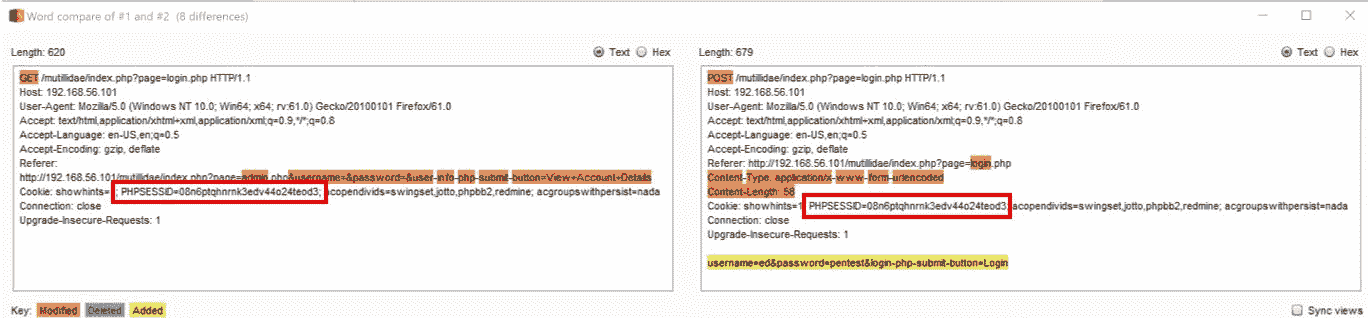 Word compare of #1 and #2 (8 differences)
Length: 620
Text Hex
GET /mutillidae/index.php?page=login.php HTTP/1.1
Host: 192.168.56.101
User-Agent: Mozilla/5.0 (Windows NT 10.0; Win64; x64; rv:61.0) Gecko/20100101 Firefox/61.0
Accept: text/html,application/xhtml+xml,application/xml;q=0.9,*/*;q=0.8
Accept-Language: en-US,en;q=0.5
Accept-Encoding: gzip, deflate
Referer:
http://192.168.56.101/mutillidae/index.php?page=admin.php&username=&password=&user-info-php-submit-button=View+Account+Details
Cookie: showhints=1; PHPSESSID=08n6ptqhnrnk3edv44o24teod3; acopendivids=swingset,jotto,phpbb2,redmine; acgroupswithpersist=nada
Connection: close
Upgrade-Insecure-Requests: 1
Length: 679
Text Hex
POST /mutillidae/index.php?page=login.php HTTP/1.1
Host: 192.168.56.101
User-Agent: Mozilla/5.0 (Windows NT 10.0; Win64; x64; rv:61.0) Gecko/20100101 Firefox/61.0
Accept: text/html,application/xhtml+xml,application/xml;q=0.9,*/*;q=0.8
Accept-Language: en-US,en;q=0.5
Accept-Encoding: gzip, deflate
Referer: http://192.168.56.101/mutillidae/index.php?page=login.php
Content-Type: application/x-www-form-urlencoded
Content-Length: 58
Cookie: showhints=1; PHPSESSID=08n6ptqhnrnk3edv44o24teod3; acopendivids=swingset,jotto,phpbb2,redmine; acgroupswithpersist=nada
Connection: close
Upgrade-Insecure-Requests: 1
username=ed&password=pentest&login-php-submit-button=Login
Key: Modified Deleted Added
Sync views